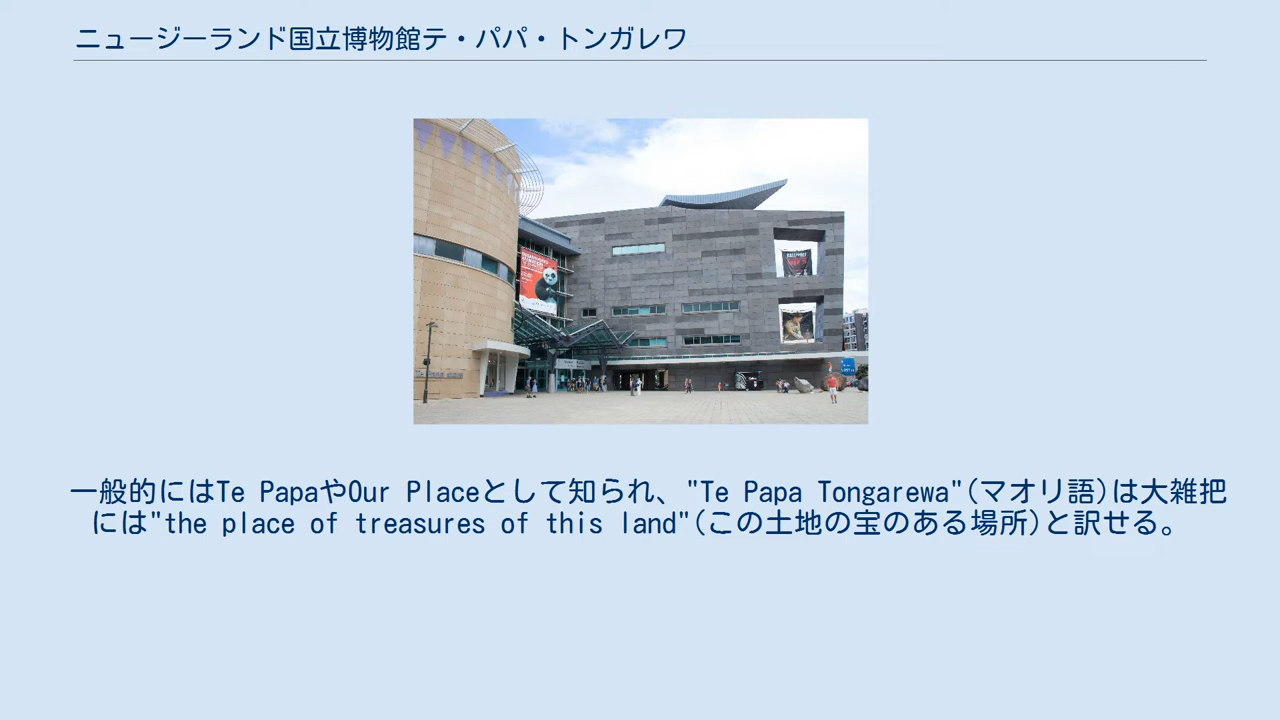 ニュージーランド国立博物館テ・パパ・トンガレワ
一般的にはTe PapaやOur Placeとして知られ、"Te Papa Tongarewa"(マオリ語)は大雑把
には"the place of treasures of this land"(この土地の宝のある場所)と訳せる。